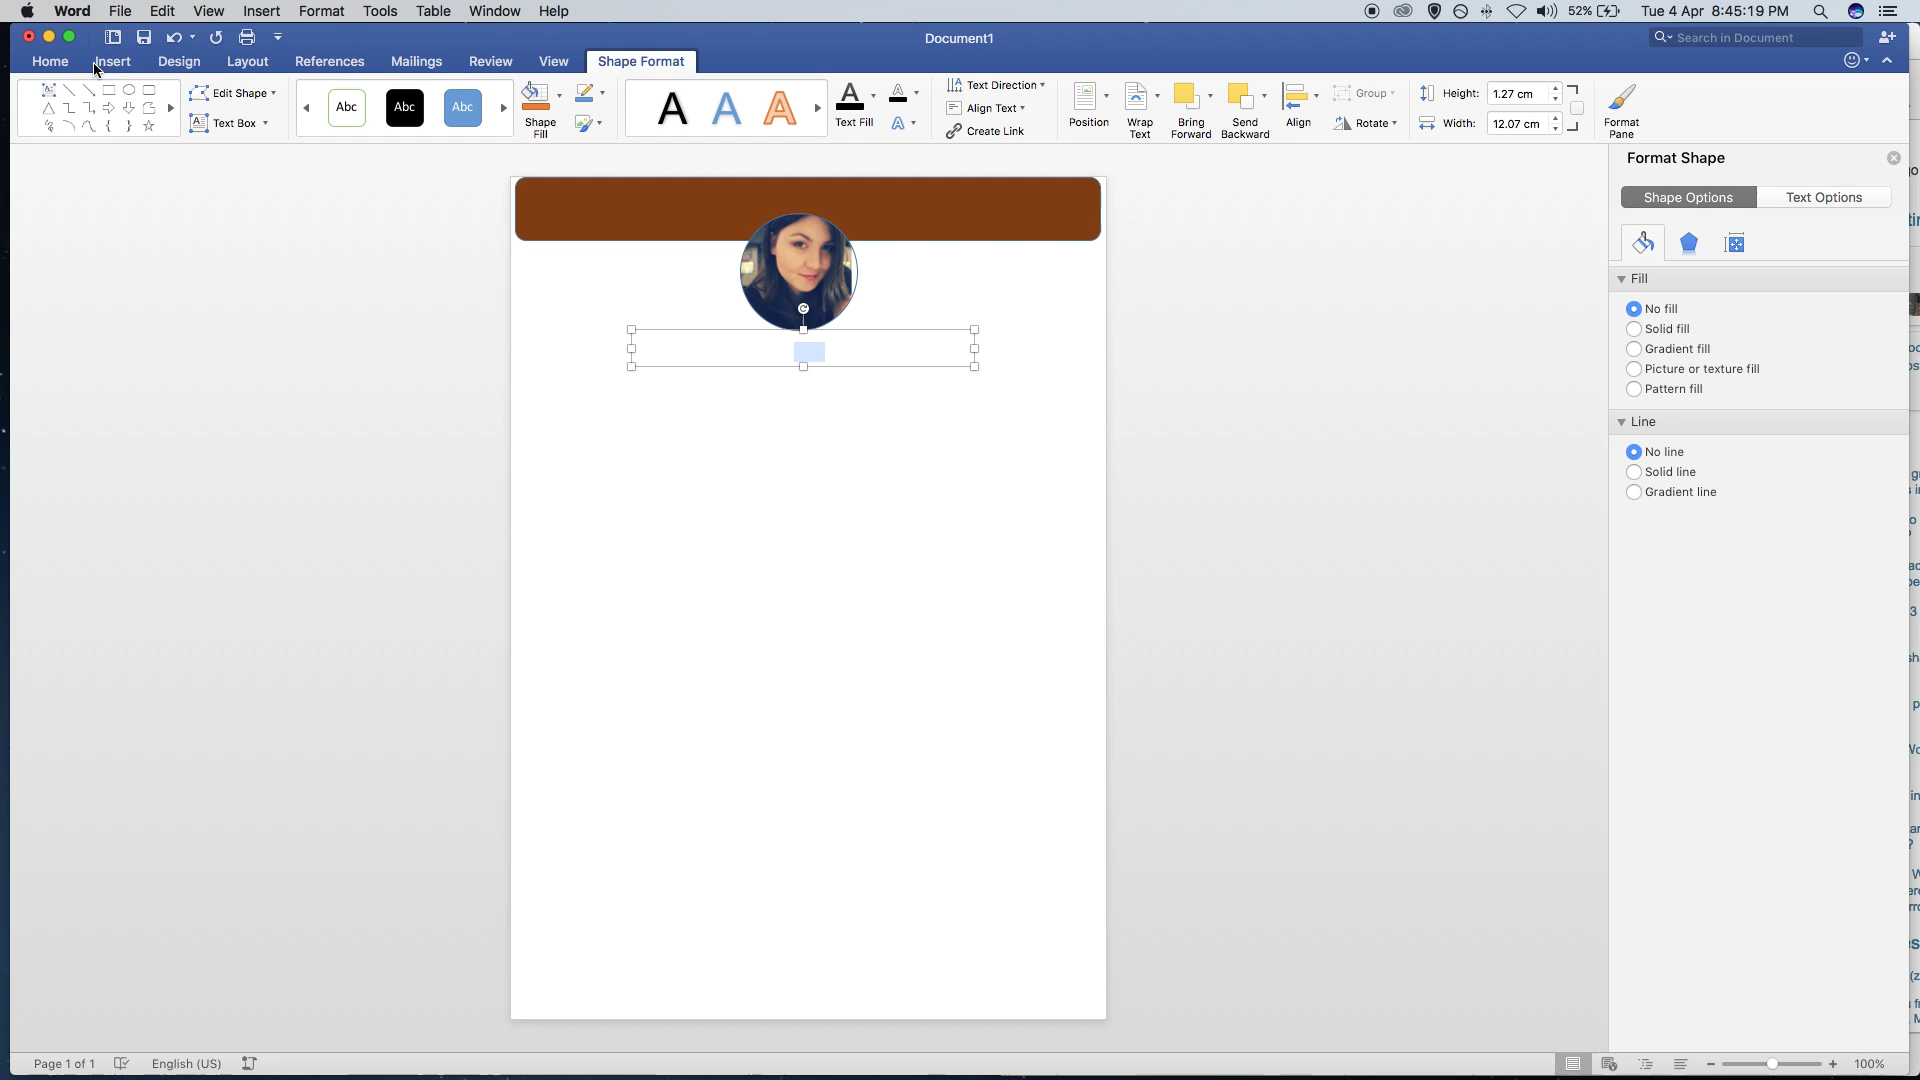 Word File Edit View Insert Format Tools Table Window Help 52% Tue 4 Apr 8:45:19 PM
Document1
Search in Document
Home Insert Design Layout References Mailings Review View Shape Format
Edit Shape
Text Box
Abc Abc Abc
Shape Fill
A A A
Text Fill
Text Direction
Align Text
Create Link
Position
Wrap Text
Bring Forward
Send Backward
Align
Group
Rotate
Height: 1.27 cm
Width: 12.07 cm
Format Pane
Format Shape
Shape Options Text Options
Fill
No fill
Solid fill
Gradient fill
Picture or texture fill
Pattern fill
Line
No line
Solid line
Gradient line
Page 1 of 1 English (US) 100%